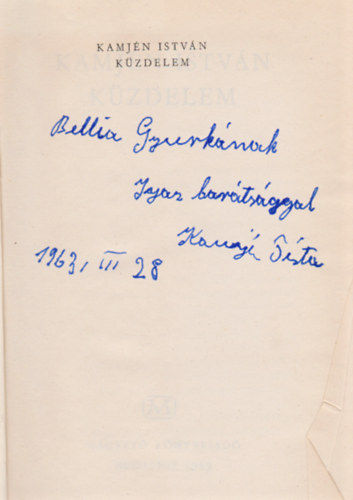 KAMJÉN ISTVÁN
KÜZDELEM
Bellia Gyurkának
Igaz barátsággal
Kamjén Pista
1963, III 28